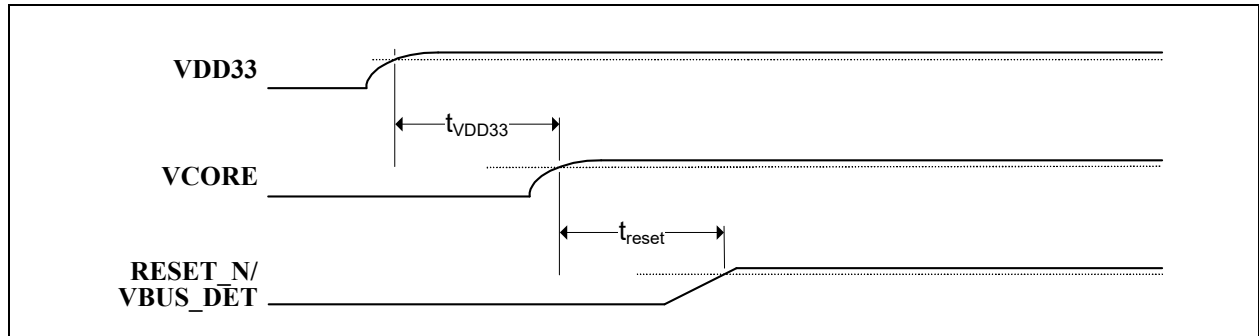 VDD33
tVDD33
VCORE
treset
RESET_N/
VBUS_DET